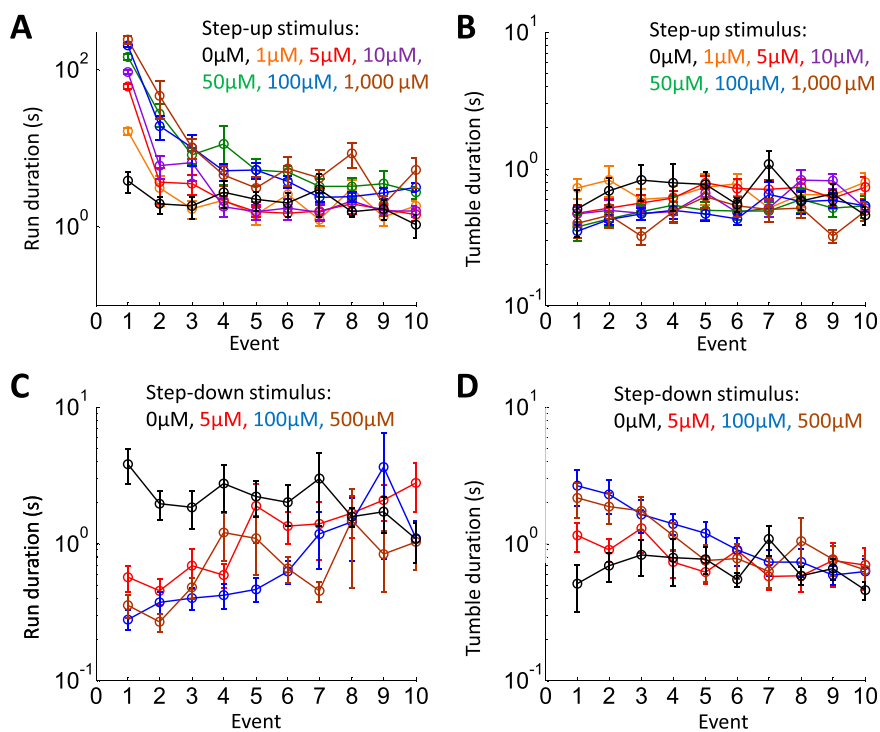 A
Step-up stimulus:
0µM, 1µM, 5µM, 10µM,
50µM, 100µM, 1,000 µM
10^2
10^0
Run duration (s)
0 1 2 3 4 5 6 7 8 9 10
Event
B
Step-up stimulus:
0µM, 1µM, 5µM, 10µM,
50µM, 100µM, 1,000 µM
10^1
10^0
10^-1
Tumble duration (s)
0 1 2 3 4 5 6 7 8 9 10
Event
C
Step-down stimulus:
0µM, 5µM, 100µM, 500µM
10^1
10^0
10^-1
Run duration (s)
0 1 2 3 4 5 6 7 8 9 10
Event
D
Step-down stimulus:
0µM, 5µM, 100µM, 500µM
10^1
10^0
10^-1
Tumble duration (s)
0 1 2 3 4 5 6 7 8 9 10
Event